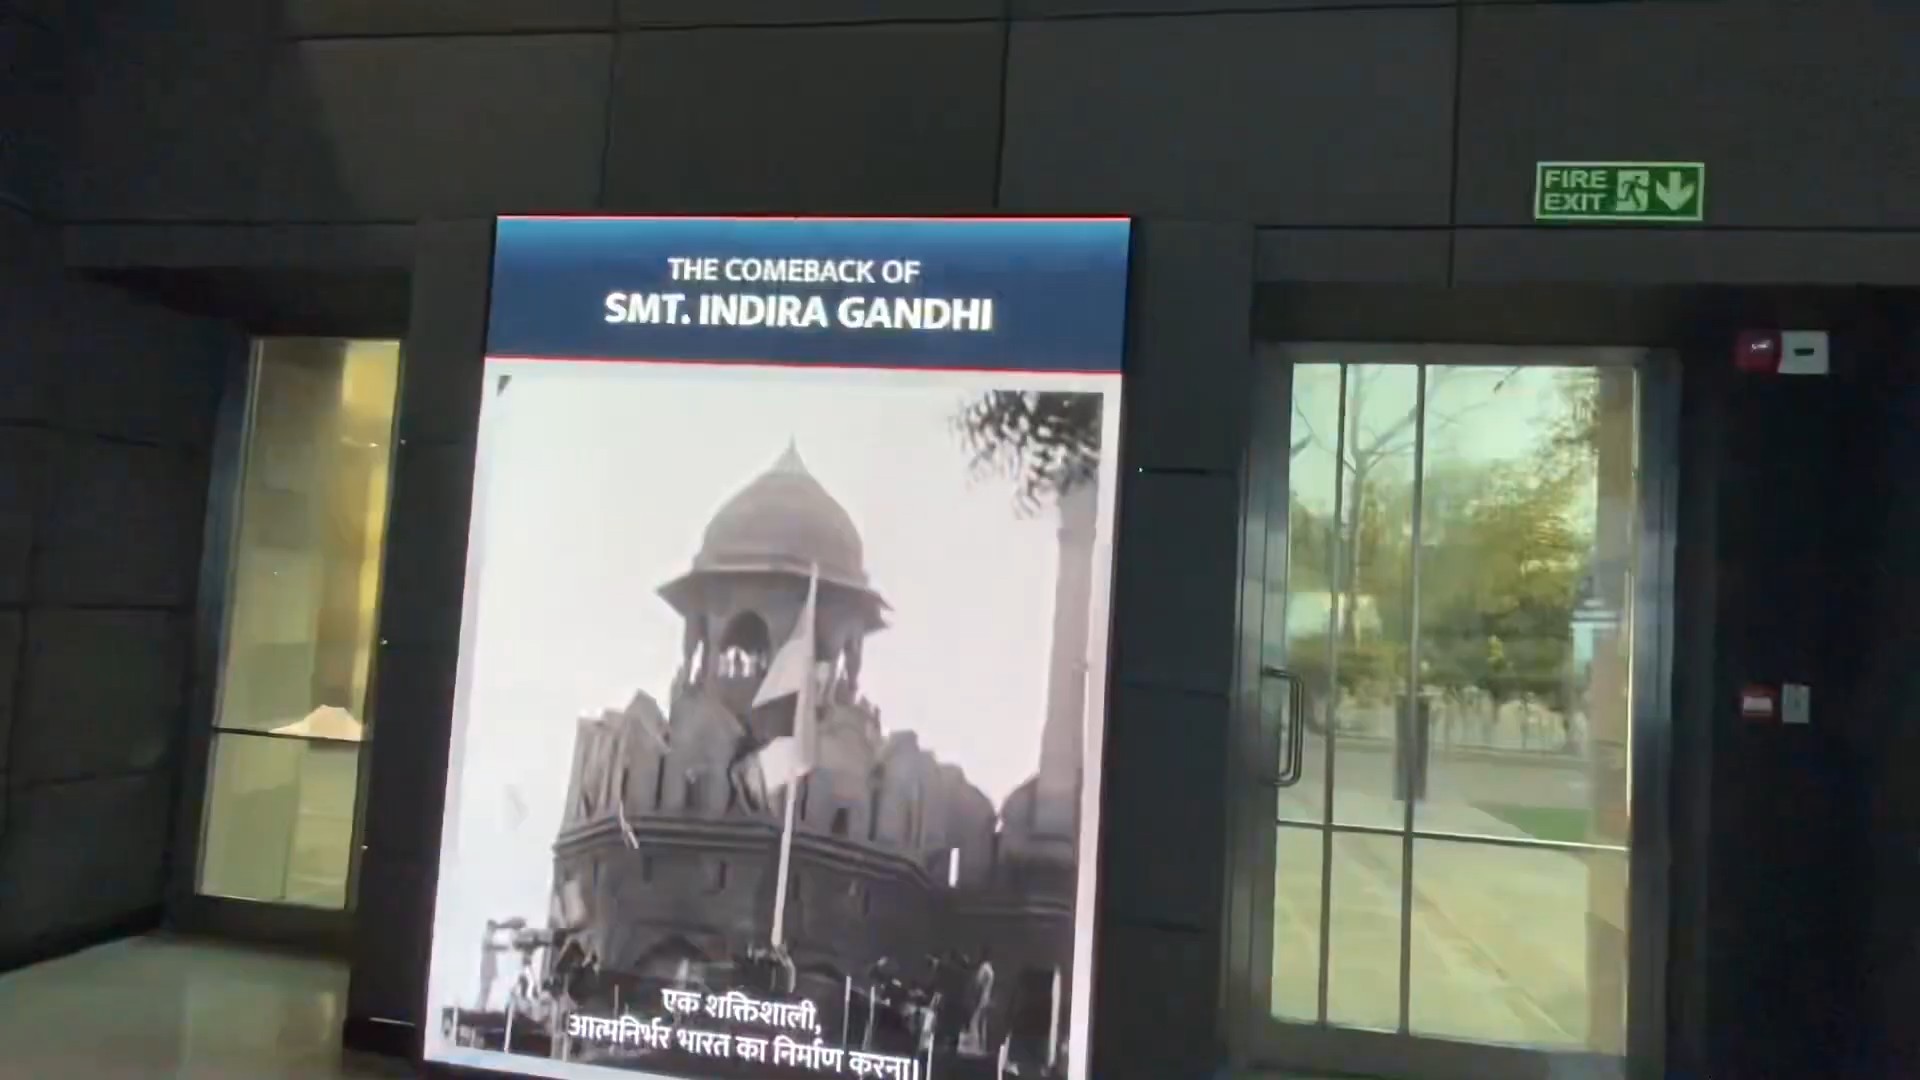 THE COMEBACK OF
SMT. INDIRA GANDHI
FIRE
EXIT
एक शक्तिशाली,
आत्मनिर्भर भारत का निर्माण करना।